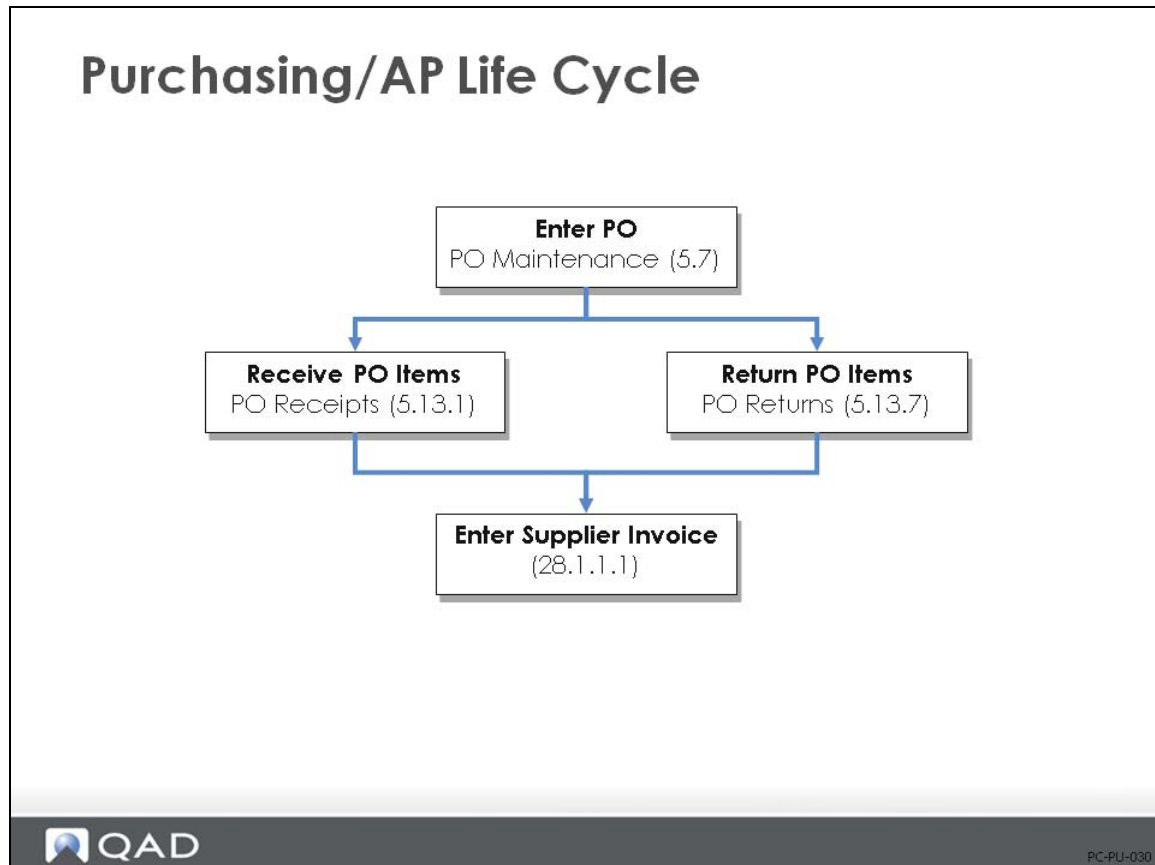 Purchasing/AP Life Cycle
Enter PO
PO Maintenance (5.7)
Receive PO Items
PO Receipts (5.13.1)
Return PO Items
PO Returns (5.13.7)
Enter Supplier Invoice
(28.1.1.1)
QAD
PC-PU-030